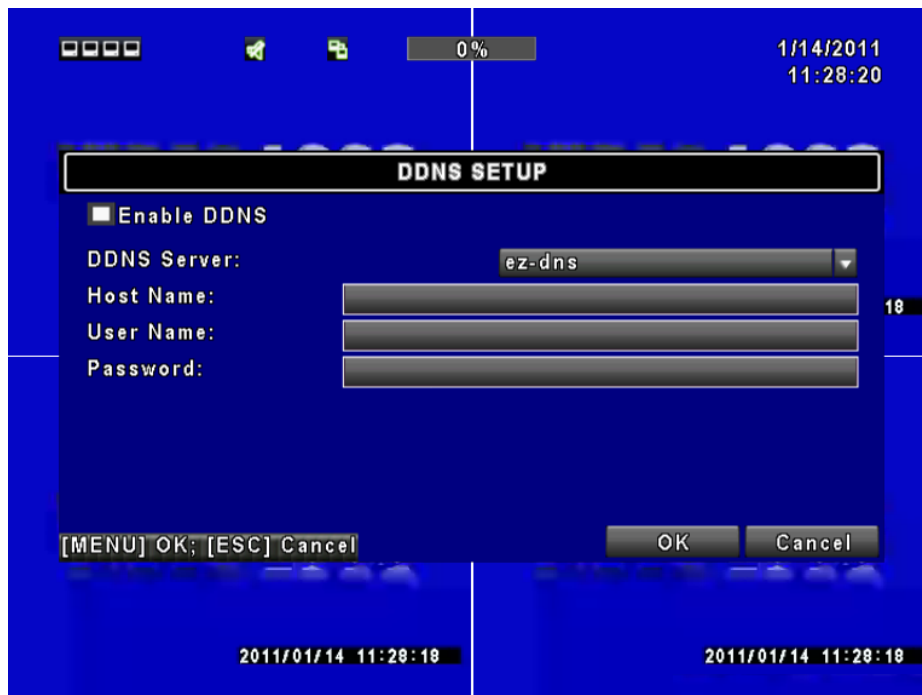 0%
1/14/2011
11:28:20
DDNS SETUP
Enable DDNS
DDNS Server:
ez-dns
Host Name:
18
User Name:
Password:
[MENU] OK; [ESC] Cancel
OK
Cancel
2011/01/14 11:28:18
2011/01/14 11:28:18